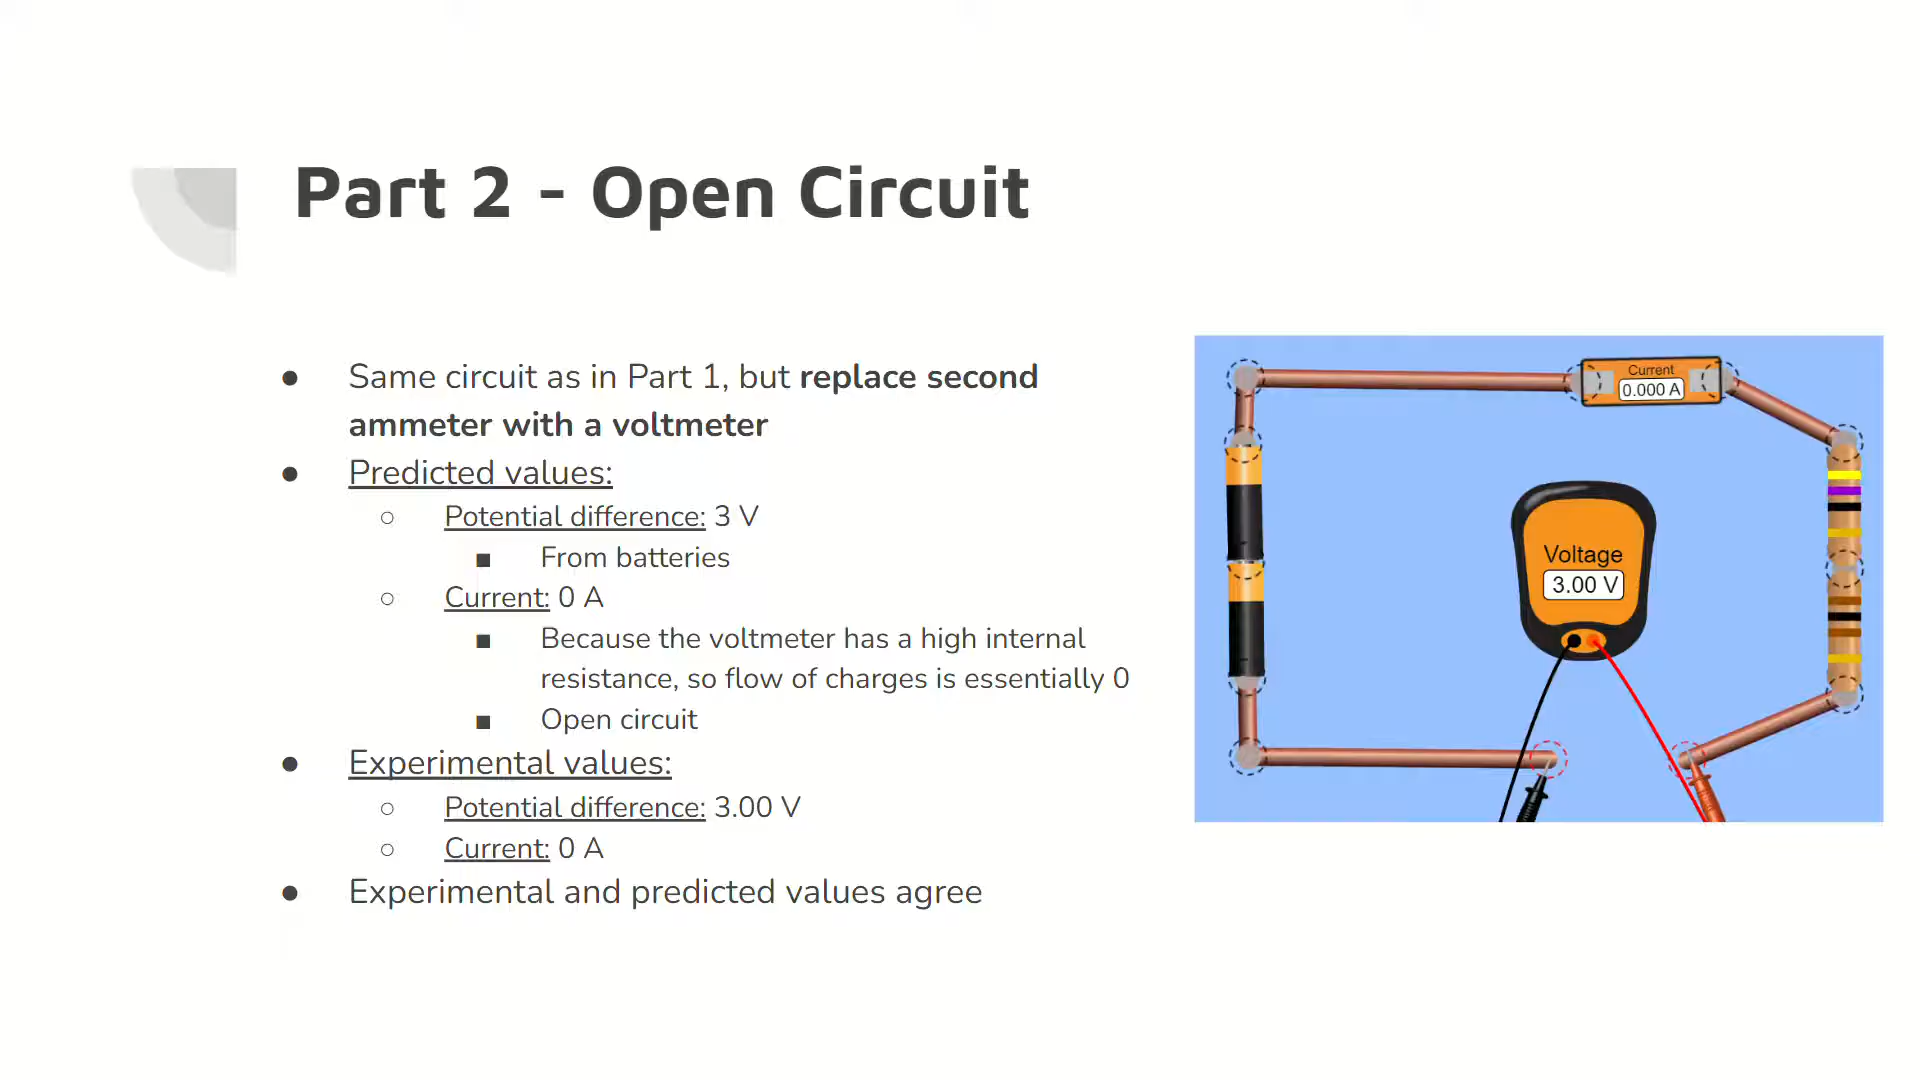 Part 2 - Open Circuit
● Same circuit as in Part 1, but replace second
ammeter with a voltmeter
● Predicted values:
○ Potential difference: 3 V
■ From batteries
○ Current: 0 A
■ Because the voltmeter has a high internal
resistance, so flow of charges is essentially 0
■ Open circuit
● Experimental values:
○ Potential difference: 3.00 V
○ Current: 0 A
● Experimental and predicted values agree
Current
0.000 A
Voltage
3.00 V